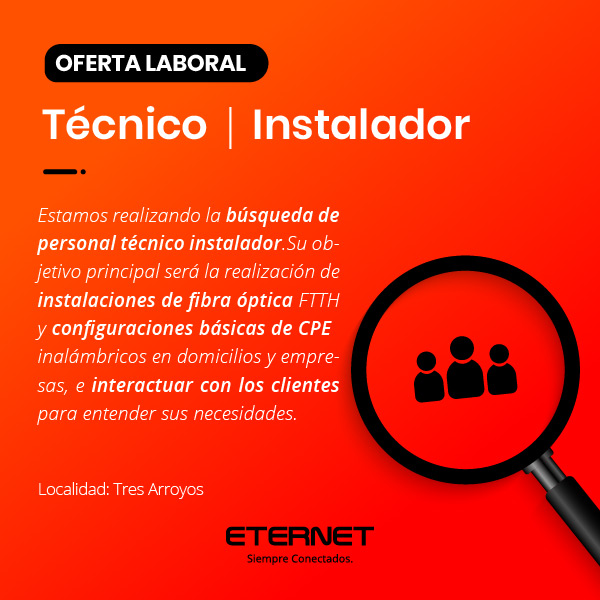 OFERTA LABORAL
Técnico | Instalador
Estamos realizando la búsqueda de
personal técnico instalador.Su ob-
jetivo principal será la realización de
instalaciones de fibra óptica FTTH
y configuraciones básicas de CPE
inalámbricos en domicilios y empre-
sas, e interactuar con los clientes
para entender sus necesidades.
Localidad: Tres Arroyos
ETERNET
Siempre Conectados.